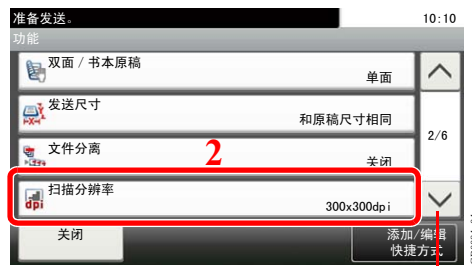 准备发送。
10:10
功能
双面 / 书本原稿
单面
发送尺寸
和原稿尺寸相同
2/6
文件分离
2
关闭
扫描分辨率
dpi
300x300dpi
关闭
添加/编辑
快捷方式